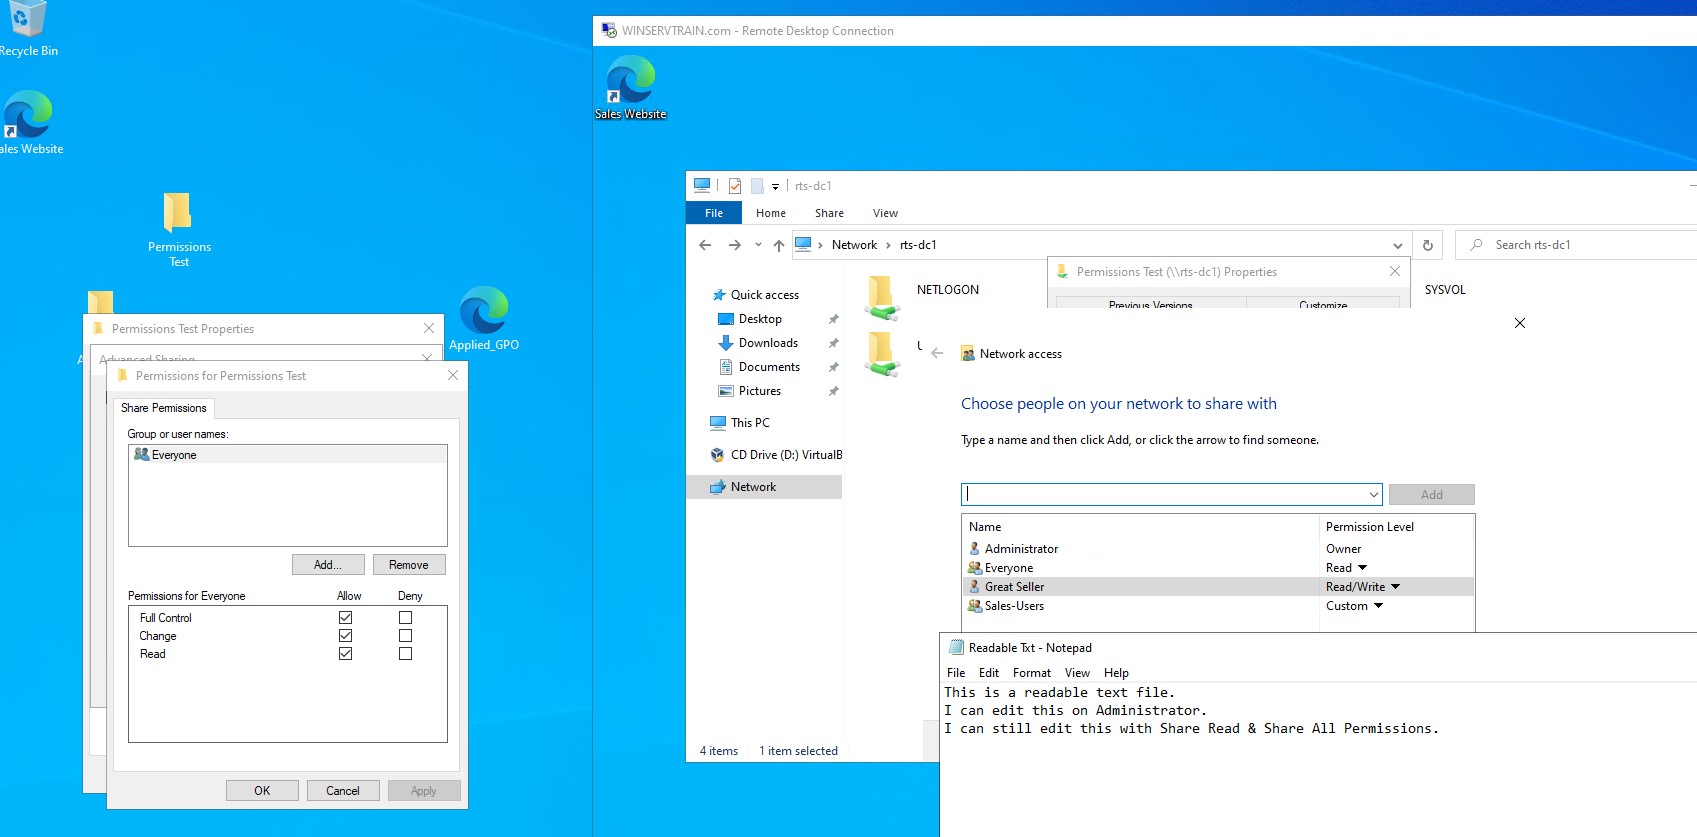 Recycle Bin
ales Website
Permissions
Test
Applied_GPO
Permissions Test Properties
Advanced Sharing
Permissions for Permissions Test
Share Permissions
Group or user names:
Everyone
Add...
Remove
Permissions for Everyone
Allow
Deny
Full Control
Change
Read
OK
Cancel
Apply
WINSERVTRAIN.com - Remote Desktop Connection
Sales Website
rts-dc1
File
Home
Share
View
Network
rts-dc1
Search rts-dc1
Quick access
Desktop
Downloads
Documents
Pictures
This PC
CD Drive (D:) VirtualB
Network
NETLOGON
SYSVOL
Permissions Test (\\rts-dc1) Properties
Previous Versions
Customize
Network access
Choose people on your network to share with
Type a name and then click Add, or click the arrow to find someone.
Add
Name Permission Level
Administrator Owner
Everyone Read
Great Seller Read/Write
Sales-Users Custom
4 items 1 item selected
Readable Txt - Notepad
File Edit Format View Help
This is a readable text file.
I can edit this on Administrator.
I can still edit this with Share Read & Share All Permissions.